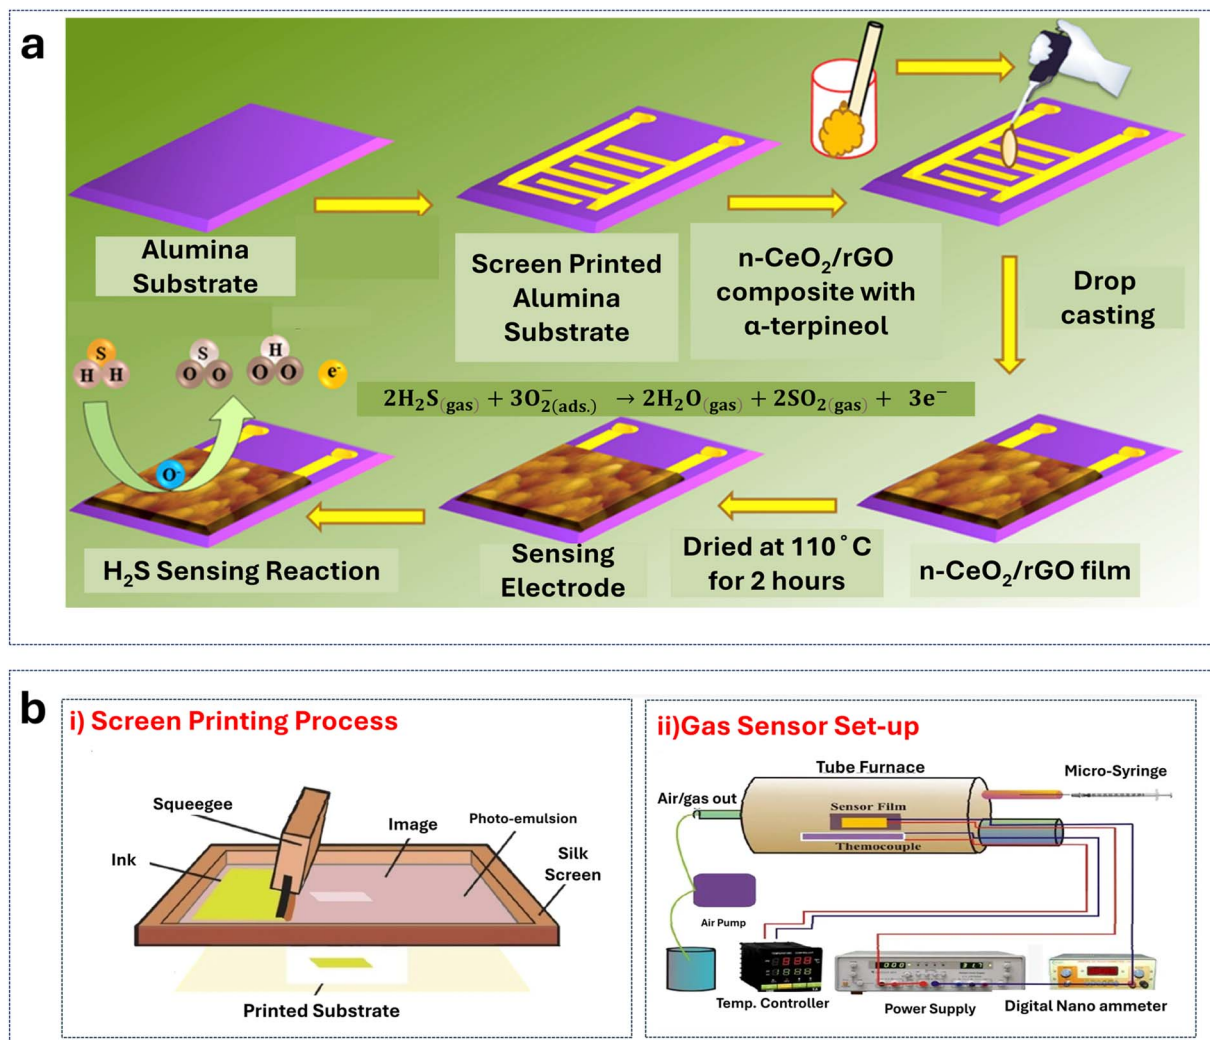 a
Alumina
Substrate
Screen Printed
Alumina
Substrate
n-CeO₂/rGO
composite with
α-terpineol
Drop
casting
S
H H
S
O O
H
O O
e⁻
2H₂S(gas) + 3O₂⁻(ads.) → 2H₂O(gas) + 2SO₂(gas) + 3e⁻
O⁻
H₂S Sensing Reaction
Sensing
Electrode
Dried at 110°C
for 2 hours
n-CeO₂/rGO film
b
i) Screen Printing Process
Squeegee
Ink
Image
Photo-emulsion
Silk
Screen
Printed Substrate
ii)Gas Sensor Set-up
Tube Furnace
Micro-Syringe
Air/gas out
Sensor Film
Themocouple
Air Pump
Temp. Controller
Power Supply
Digital Nano ammeter